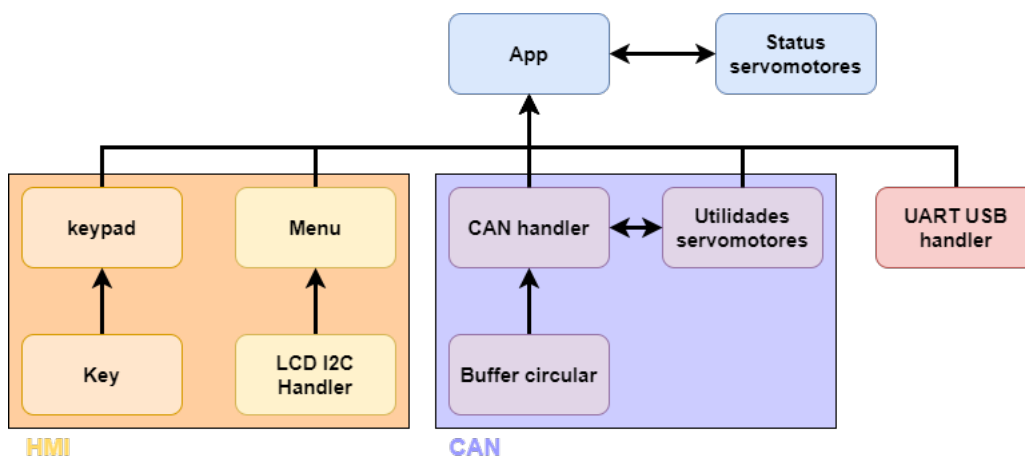 App
Status
servomotores
keypad
Menu
CAN handler
Utilidades
servomotores
UART USB
handler
Key
LCD I2C
Handler
Buffer circular
HMI
CAN